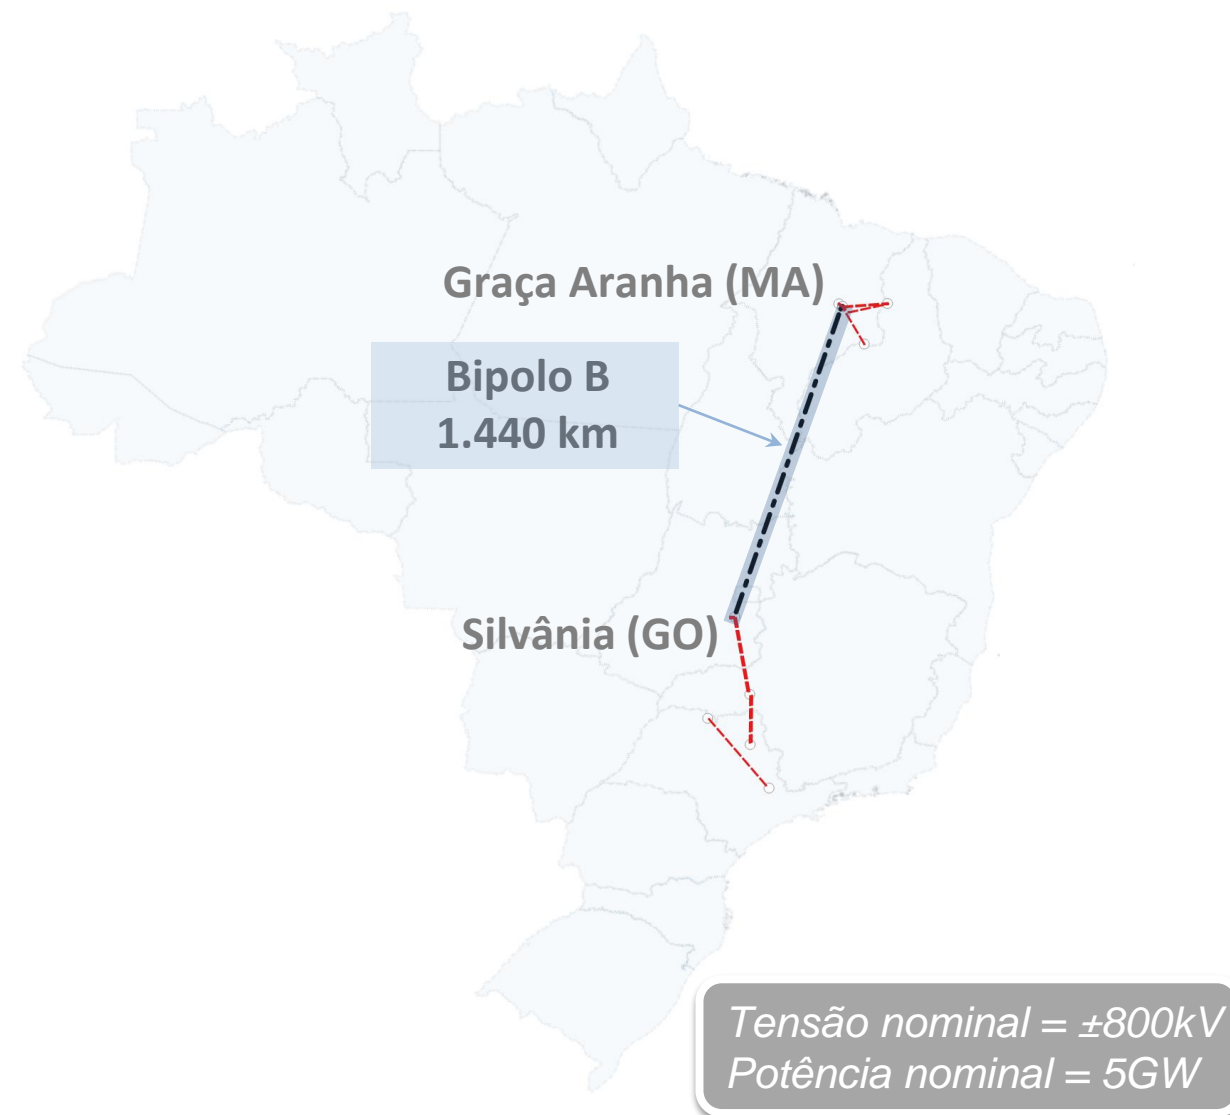 Graça Aranha (MA)
Bipolo B
1.440 km
Silvânia (GO)
Tensão nominal = ±800kV
Potência nominal = 5GW